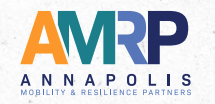 AMRP
ANNAPOLIS
MOBILITY & RESILIENCE PARTNERS